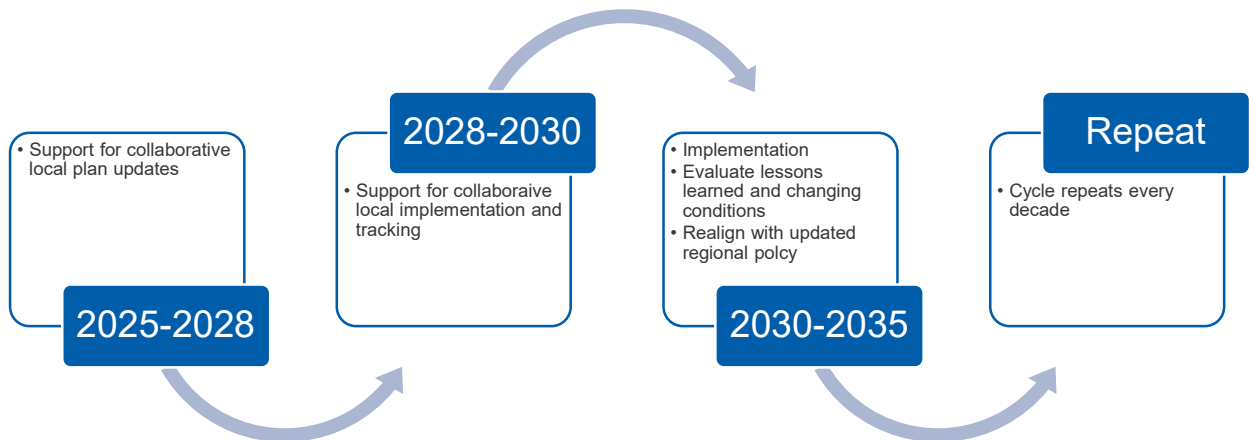 • Support for collaborative
local plan updates
2025-2028
2028-2030
• Support for collaboraive
local implementation and
tracking
• Implementation
• Evaluate lessons
learned and changing
conditions
• Realign with updated
regional polcy
2030-2035
Repeat
• Cycle repeats every
decade